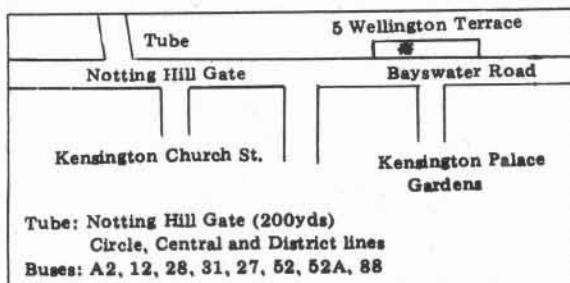 5 Wellington Terrace
Tube
Notting Hill Gate
Bayswater Road
Kensington Church St.
Kensington Palace
Gardens
Tube: Notting Hill Gate (200yds)
Circle, Central and District lines
Buses: A2, 12, 28, 31, 27, 52, 52A, 88